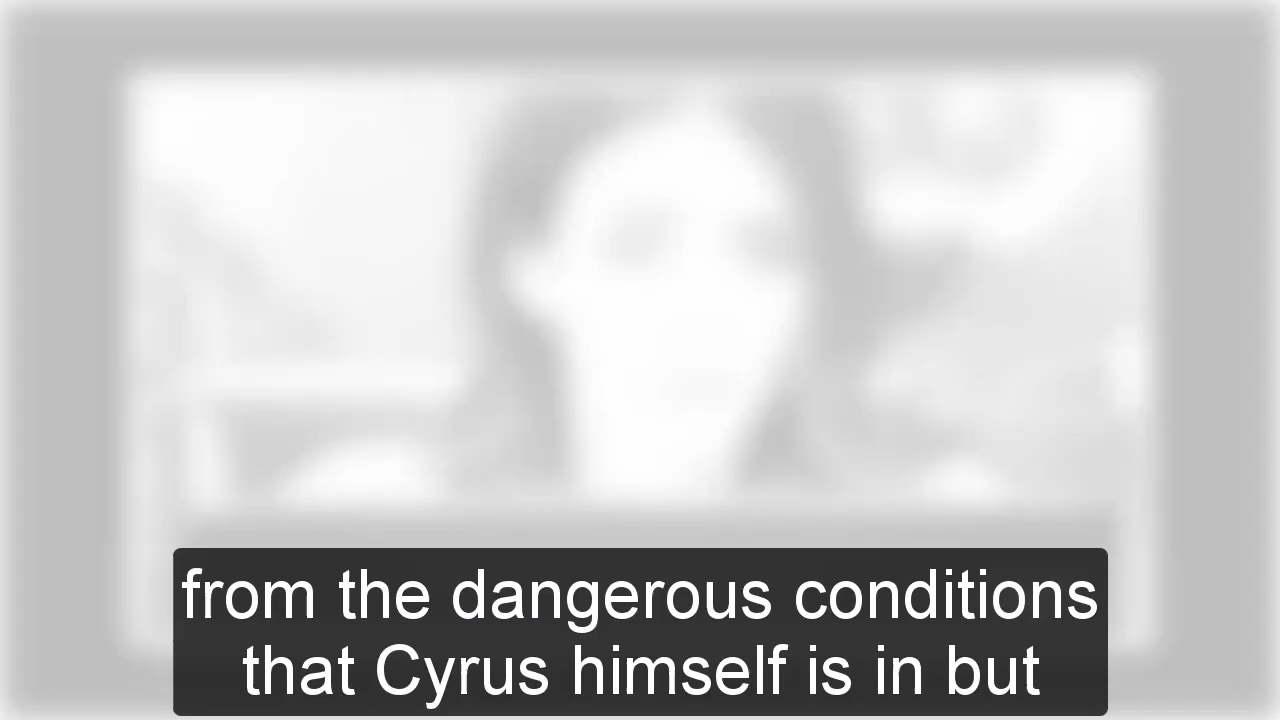 from the dangerous conditions
that Cyrus himself is in but